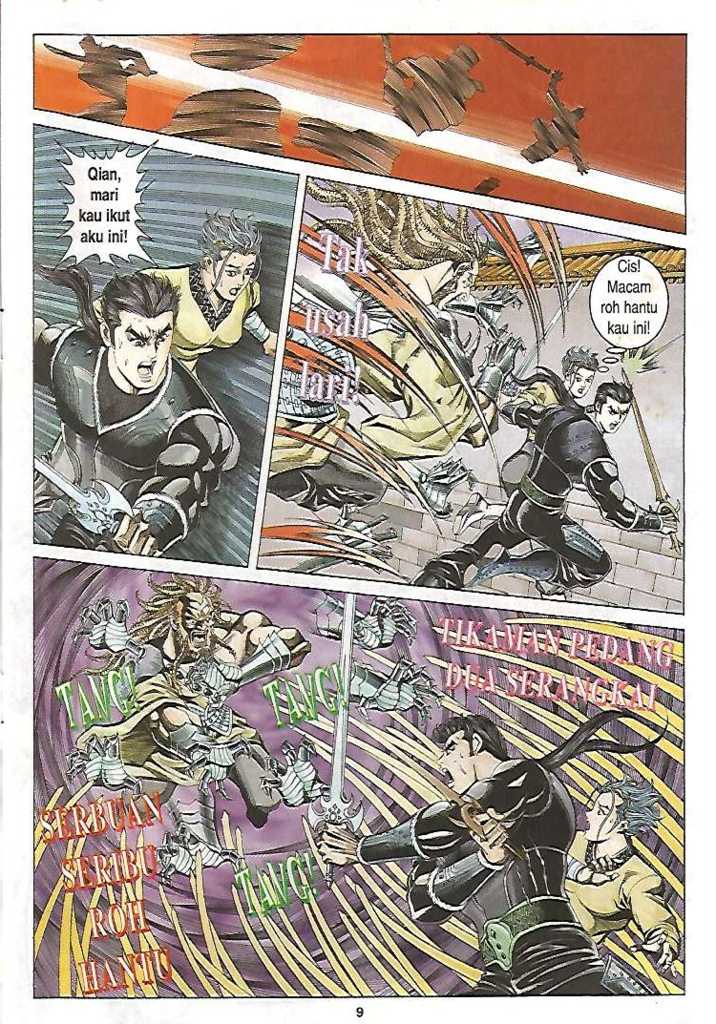 Qian,
mari
kau ikut
aku ini!
Tak
usah
lari!
Cis!
Macam
roh hantu
kau ini!
TIKAMAN PEDANG
DUA SERANGKAI
TANG!
TANG!
SERBUAN
SERIBU
ROH
HANTU
TANG!
9